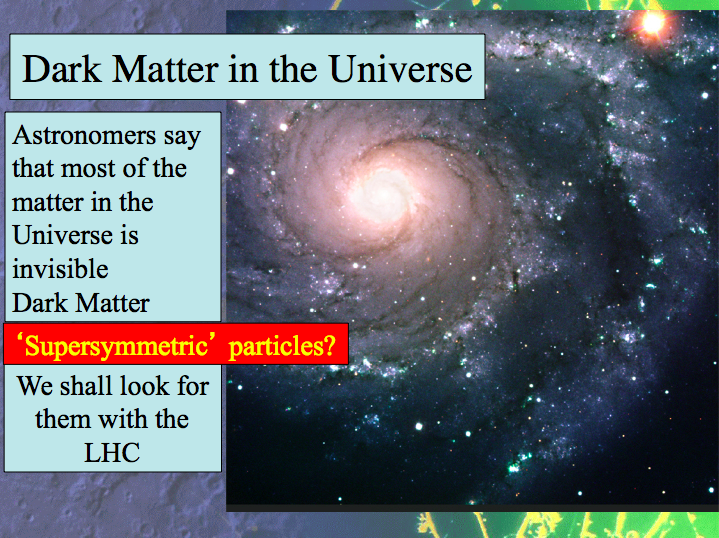 Dark Matter in the Universe
Astronomers say
that most of the
matter in the
Universe is
invisible
Dark Matter
‘Supersymmetric’ particles?
We shall look for
them with the
LHC